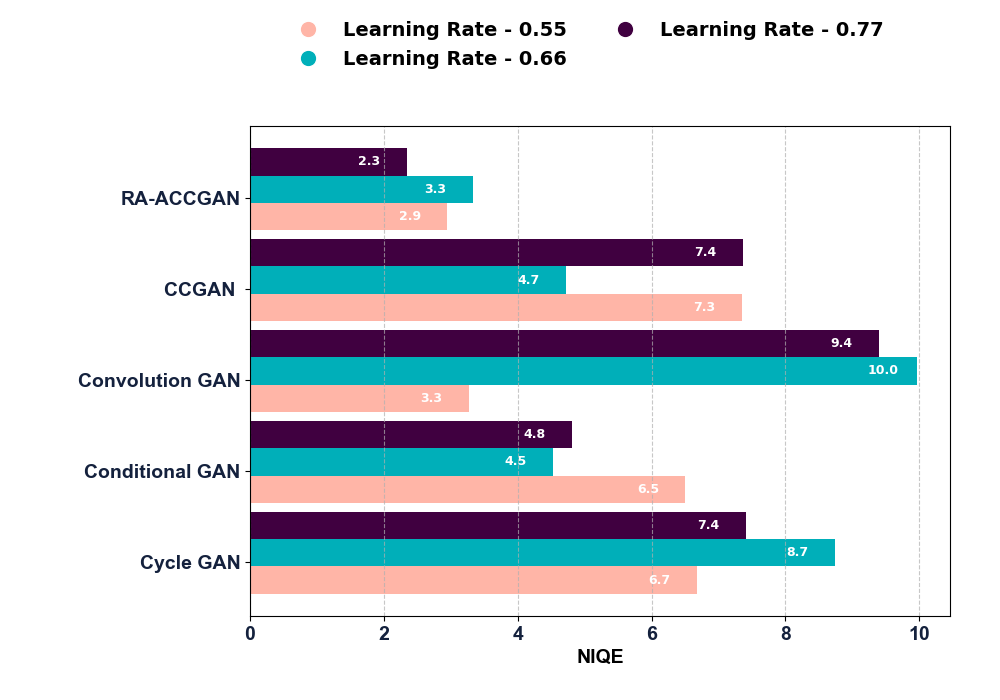 Learning Rate - 0.55
Learning Rate - 0.66
Learning Rate - 0.77
RA-ACCGAN
2.3
3.3
2.9
CCGAN
7.4
4.7
7.3
Convolution GAN
9.4
10.0
3.3
Conditional GAN
4.8
4.5
6.5
Cycle GAN
7.4
8.7
6.7
0 2 4 6 8 10
NIQE